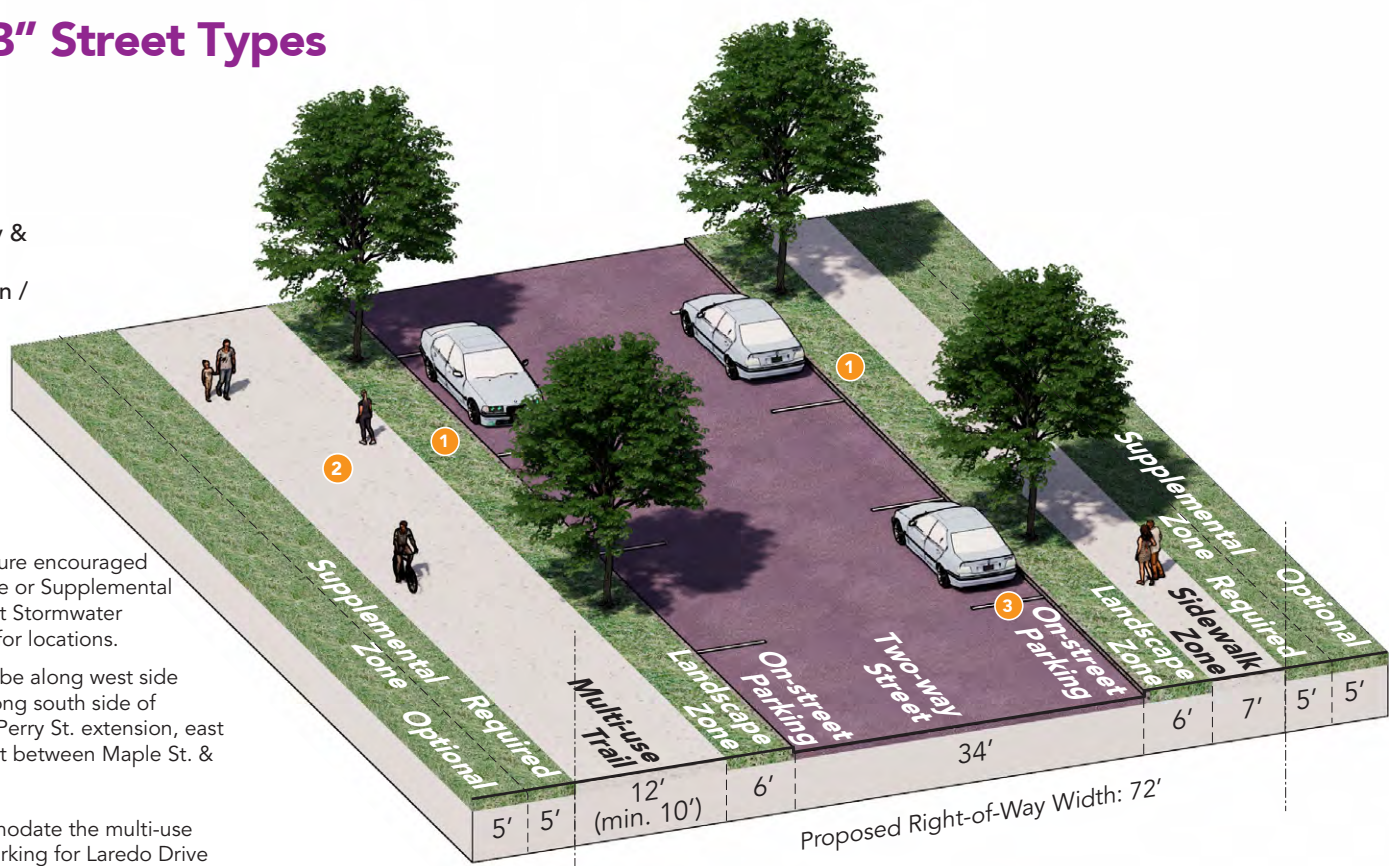 B" Street Types
y &
n /
ure encouraged
e or Supplemental
t Stormwater
for locations.
be along west side
ong south side of
Perry St. extension, east
t between Maple St. &
modate the multi-use
rking for Laredo Drive
1
1
2
3
Optional
Supplemental
Zone Required
Multi-use
Trail
Landscape
Zone
On-street
Parking
Two-way
Street
On-street
Parking
Landscape
Zone
Sidewalk
Zone
Supplemental
Zone Required
Optional
5' 5' 12' 6' 34' 6' 7' 5' 5'
(min. 10')
Proposed Right-of-Way Width: 72'